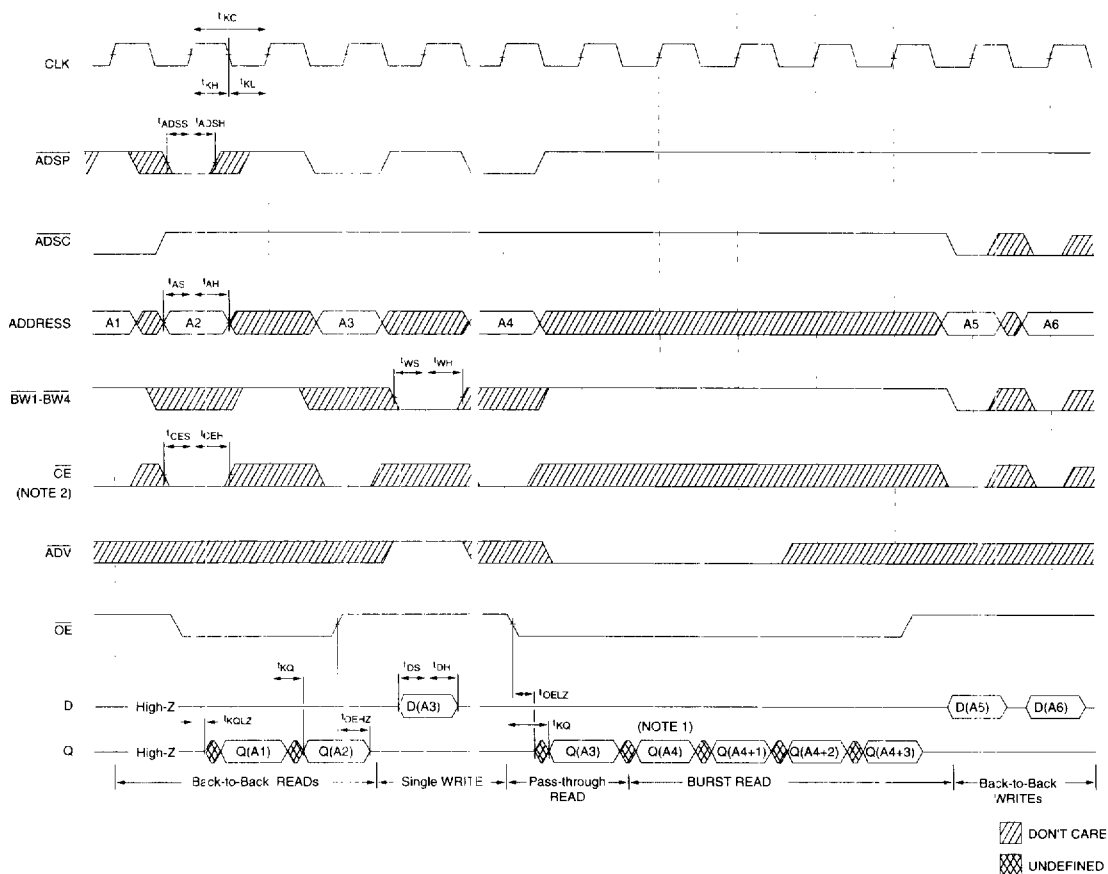 tKC
CLK
tKH tKL
tADSS tADSH
ADSP
ADSC
tAS tAH
ADDRESS A1 A2 A3 A4 A5 A6
tWS tWH
BW1-BW4
tCES tCEH
CE
(NOTE 2)
ADV
OE
tKQ tDS tDH tOELZ
D High-Z D(A3) D(A5) D(A6)
tKQLZ tOEHZ tKQ (NOTE 1)
Q High-Z Q(A1) Q(A2) Q(A3) Q(A4) Q(A4+1) Q(A4+2) Q(A4+3)
Back-to-Back READs Single WRITE Pass-through READ BURST READ Back-to-Back WRITEs
DON'T CARE
UNDEFINED